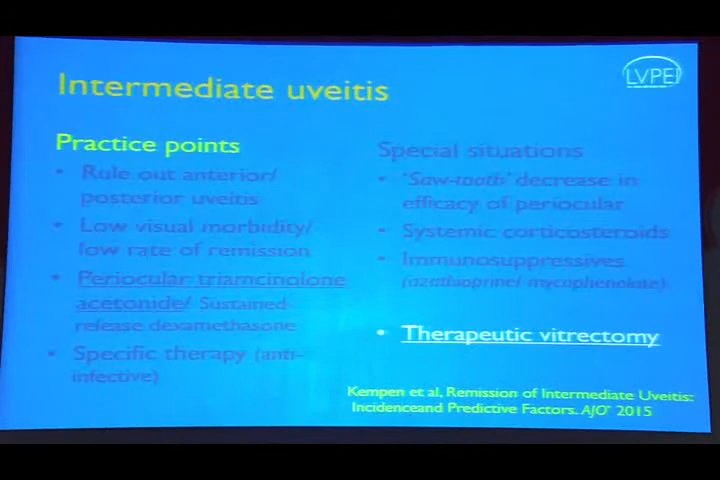 Intermediate uveitis
LVPEI
Practice points
• Rule out anterior/
posterior uveitis
• Low visual morbidity/
low rate of remission
• Periocular triamcinolone
acetonide/ Sustained-
release dexamethasone
• Specific therapy (anti-
infective)
Special situations
• 'Saw-tooth' decrease in
efficacy of periocular
• Systemic corticosteroids
• Immunosuppressives
(azathioprine/ mycophenolate)
• Therapeutic vitrectomy
Kempen et al, Remission of Intermediate Uveitis:
Incidenceand Predictive Factors. AJO' 2015